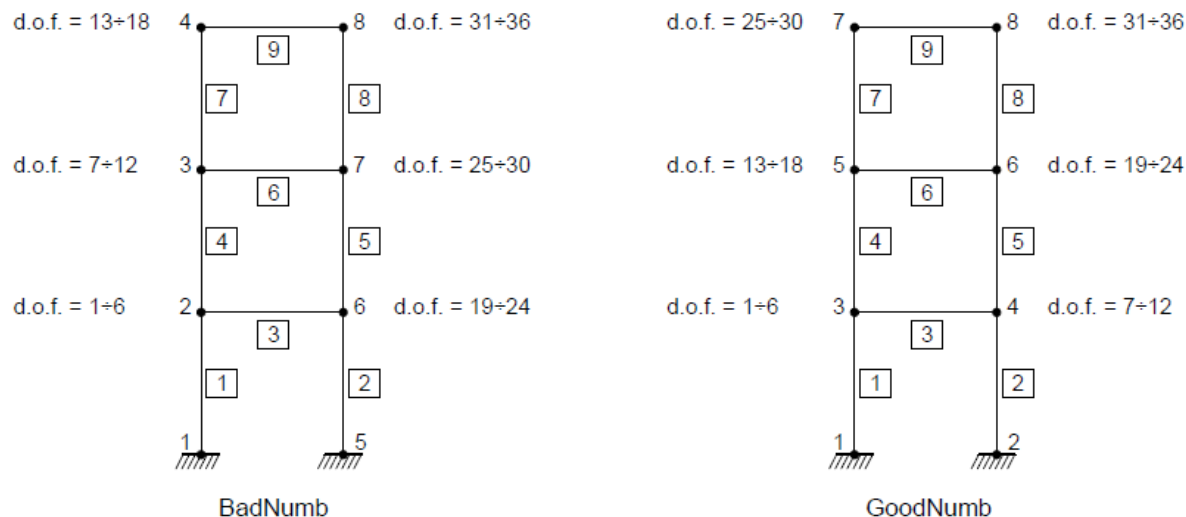 d.o.f. = 13÷18 4 8 d.o.f. = 31÷36
9
7 8
d.o.f. = 7÷12 3 7 d.o.f. = 25÷30
6
4 5
d.o.f. = 1÷6 2 6 d.o.f. = 19÷24
3
1 2
1 5
BadNumb
d.o.f. = 25÷30 7 8 d.o.f. = 31÷36
9
7 8
d.o.f. = 13÷18 5 6 d.o.f. = 19÷24
6
4 5
d.o.f. = 1÷6 3 4 d.o.f. = 7÷12
3
1 2
1 2
GoodNumb